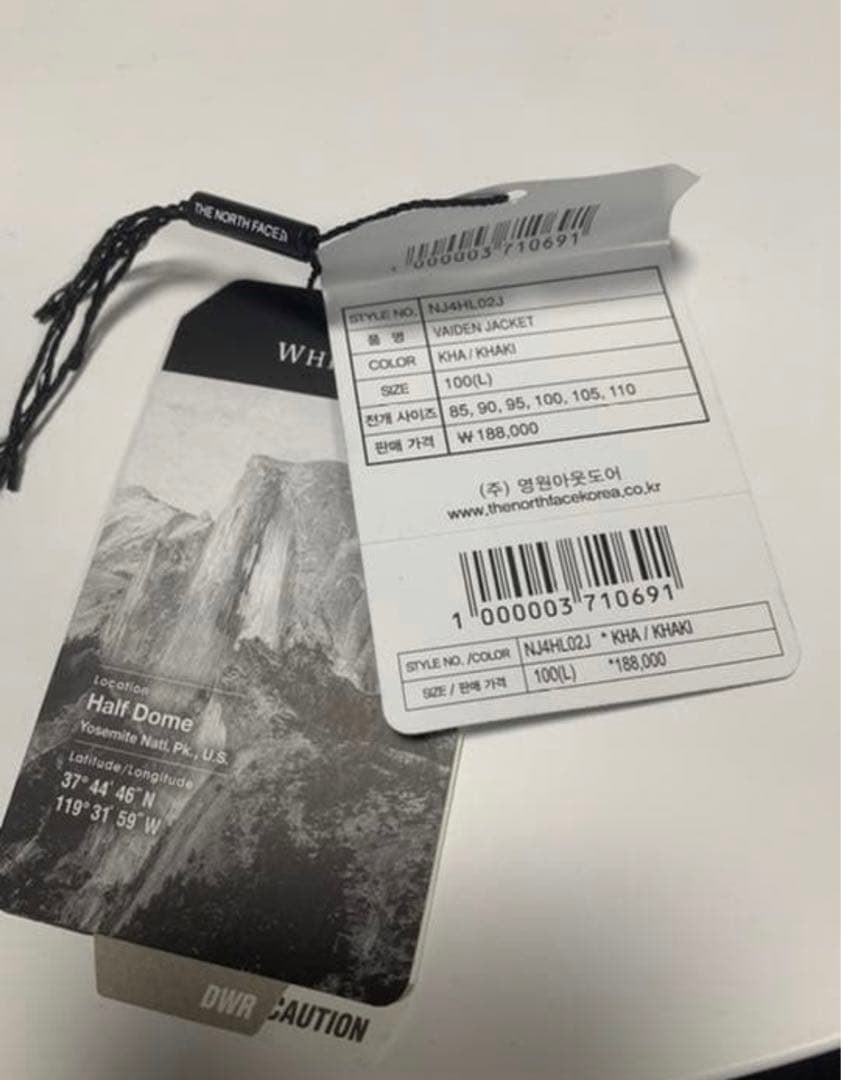 THE NORTH FACE
1 000003 710691
STYLE NO. NJ4HL02J
품 명 VAIDEN JACKET
COLOR KHA / KHAKI
SIZE 100(L)
전개 사이즈 85, 90, 95, 100, 105, 110
판매 가격 ₩188,000
(주) 영원아웃도어
www.thenorthfacekorea.co.kr
1 000003 710691
STYLE NO. /COLOR NJ4HL02J * KHA / KHAKI
SIZE / 판매 가격 100(L) *188,000
Location
Half Dome
Yosemite Natl. Pk., U.S.
Latitude/Longitude
37° 44' 46" N
119° 31' 59" W
DWR CAUTION